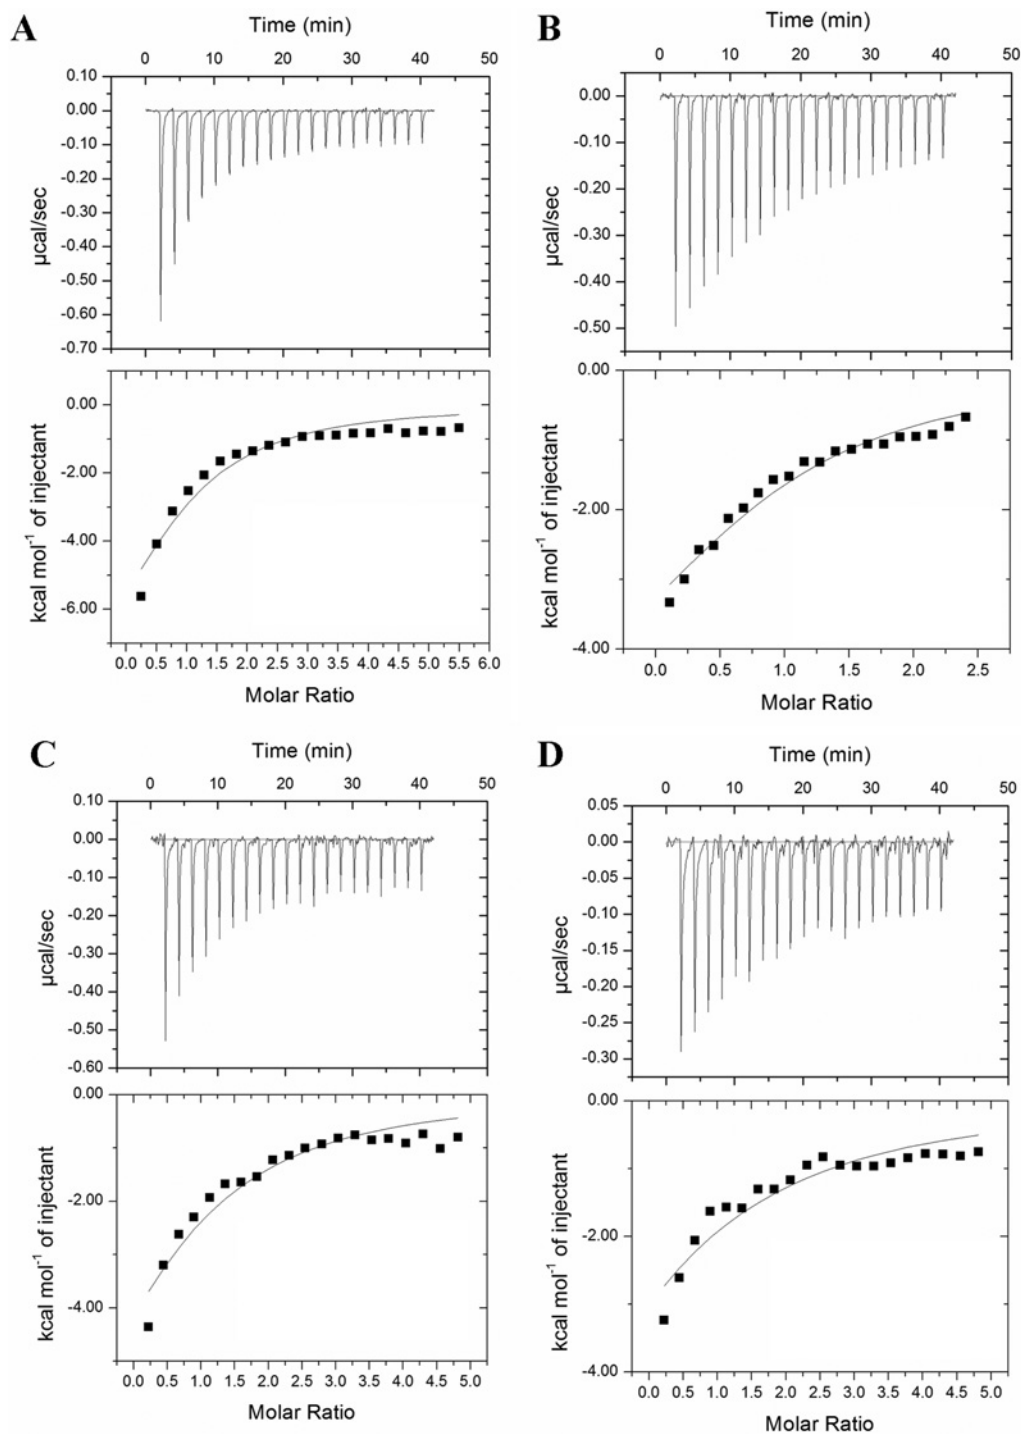 A
Time (min)
0 10 20 30 40 50
0.10
0.00
-0.10
-0.20
-0.30
-0.40
-0.50
-0.60
-0.70
µcal/sec
0.00
-2.00
-4.00
-6.00
kcal mol⁻¹ of injectant
0.0 0.5 1.0 1.5 2.0 2.5 3.0 3.5 4.0 4.5 5.0 5.5 6.0
Molar Ratio
B
Time (min)
0 10 20 30 40 50
0.00
-0.10
-0.20
-0.30
-0.40
-0.50
µcal/sec
0.00
-2.00
-4.00
kcal mol⁻¹ of injectant
0.0 0.5 1.0 1.5 2.0 2.5
Molar Ratio
C
Time (min)
0 10 20 30 40 50
0.10
0.00
-0.10
-0.20
-0.30
-0.40
-0.50
-0.60
µcal/sec
0.00
-2.00
-4.00
kcal mol⁻¹ of injectant
0.0 0.5 1.0 1.5 2.0 2.5 3.0 3.5 4.0 4.5 5.0
Molar Ratio
D
Time (min)
0 10 20 30 40 50
0.05
0.00
-0.05
-0.10
-0.15
-0.20
-0.25
-0.30
µcal/sec
0.00
-2.00
-4.00
kcal mol⁻¹ of injectant
0.0 0.5 1.0 1.5 2.0 2.5 3.0 3.5 4.0 4.5 5.0
Molar Ratio